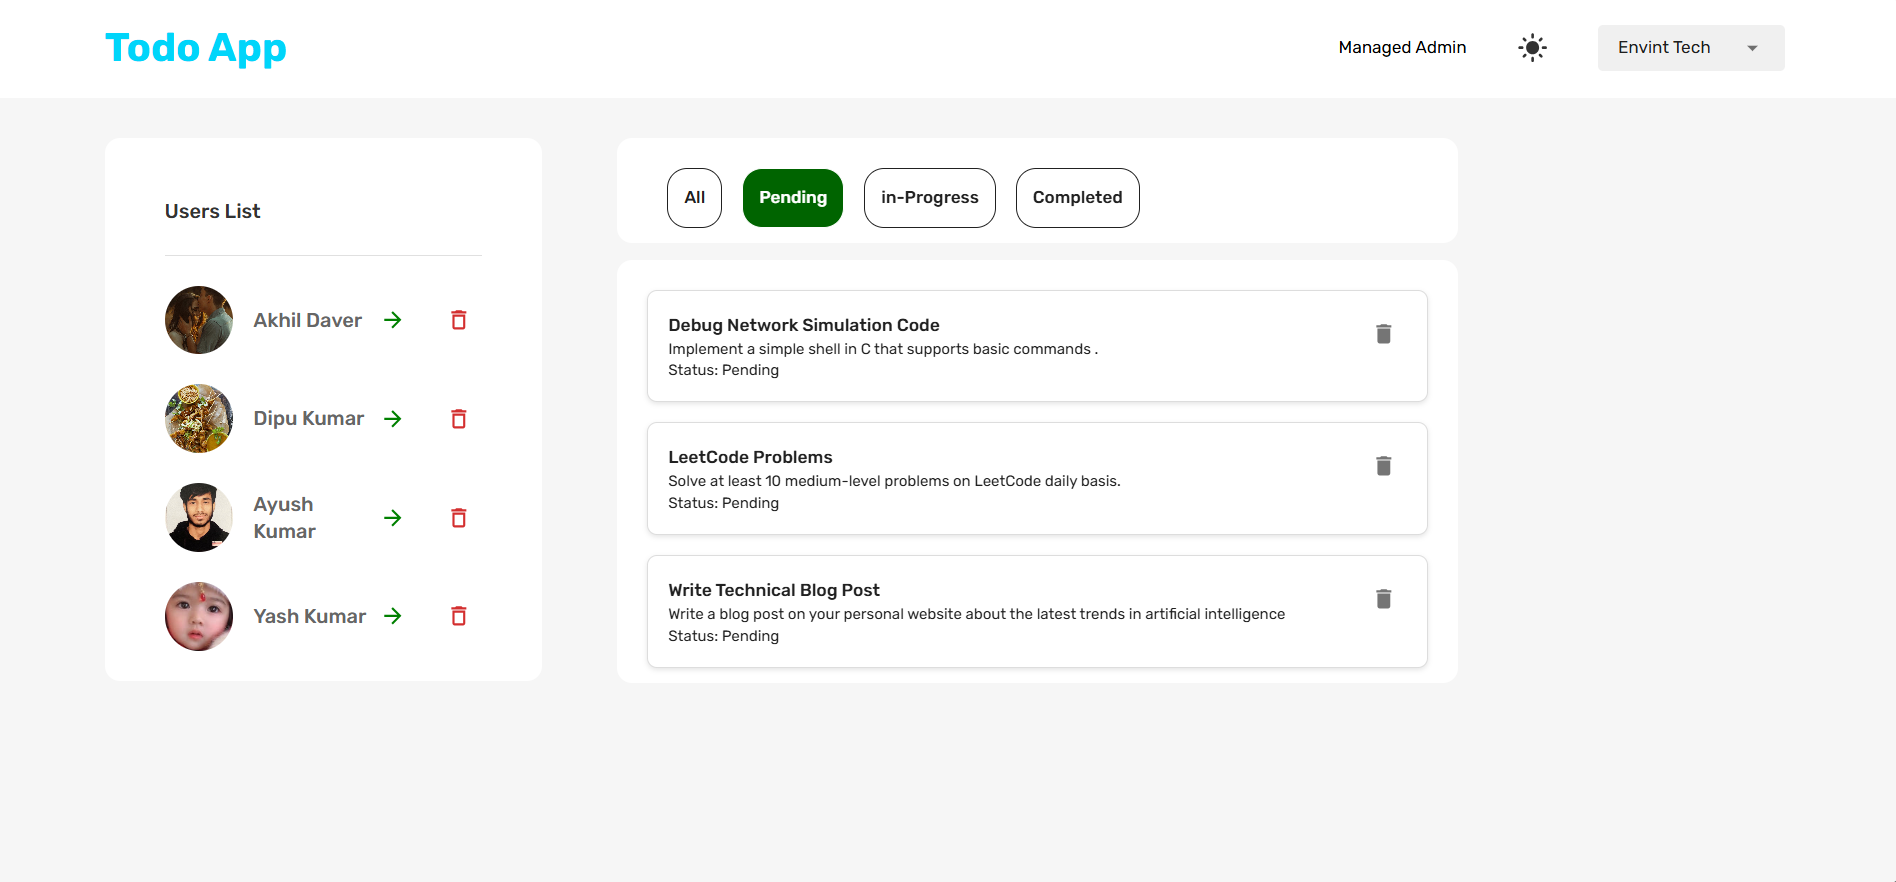 Todo App
Managed Admin
Envint Tech
Users List
Akhil Daver
Dipu Kumar
Ayush
Kumar
Yash Kumar
All
Pending
in-Progress
Completed
Debug Network Simulation Code
Implement a simple shell in C that supports basic commands .
Status: Pending
LeetCode Problems
Solve at least 10 medium-level problems on LeetCode daily basis.
Status: Pending
Write Technical Blog Post
Write a blog post on your personal website about the latest trends in artificial intelligence
Status: Pending